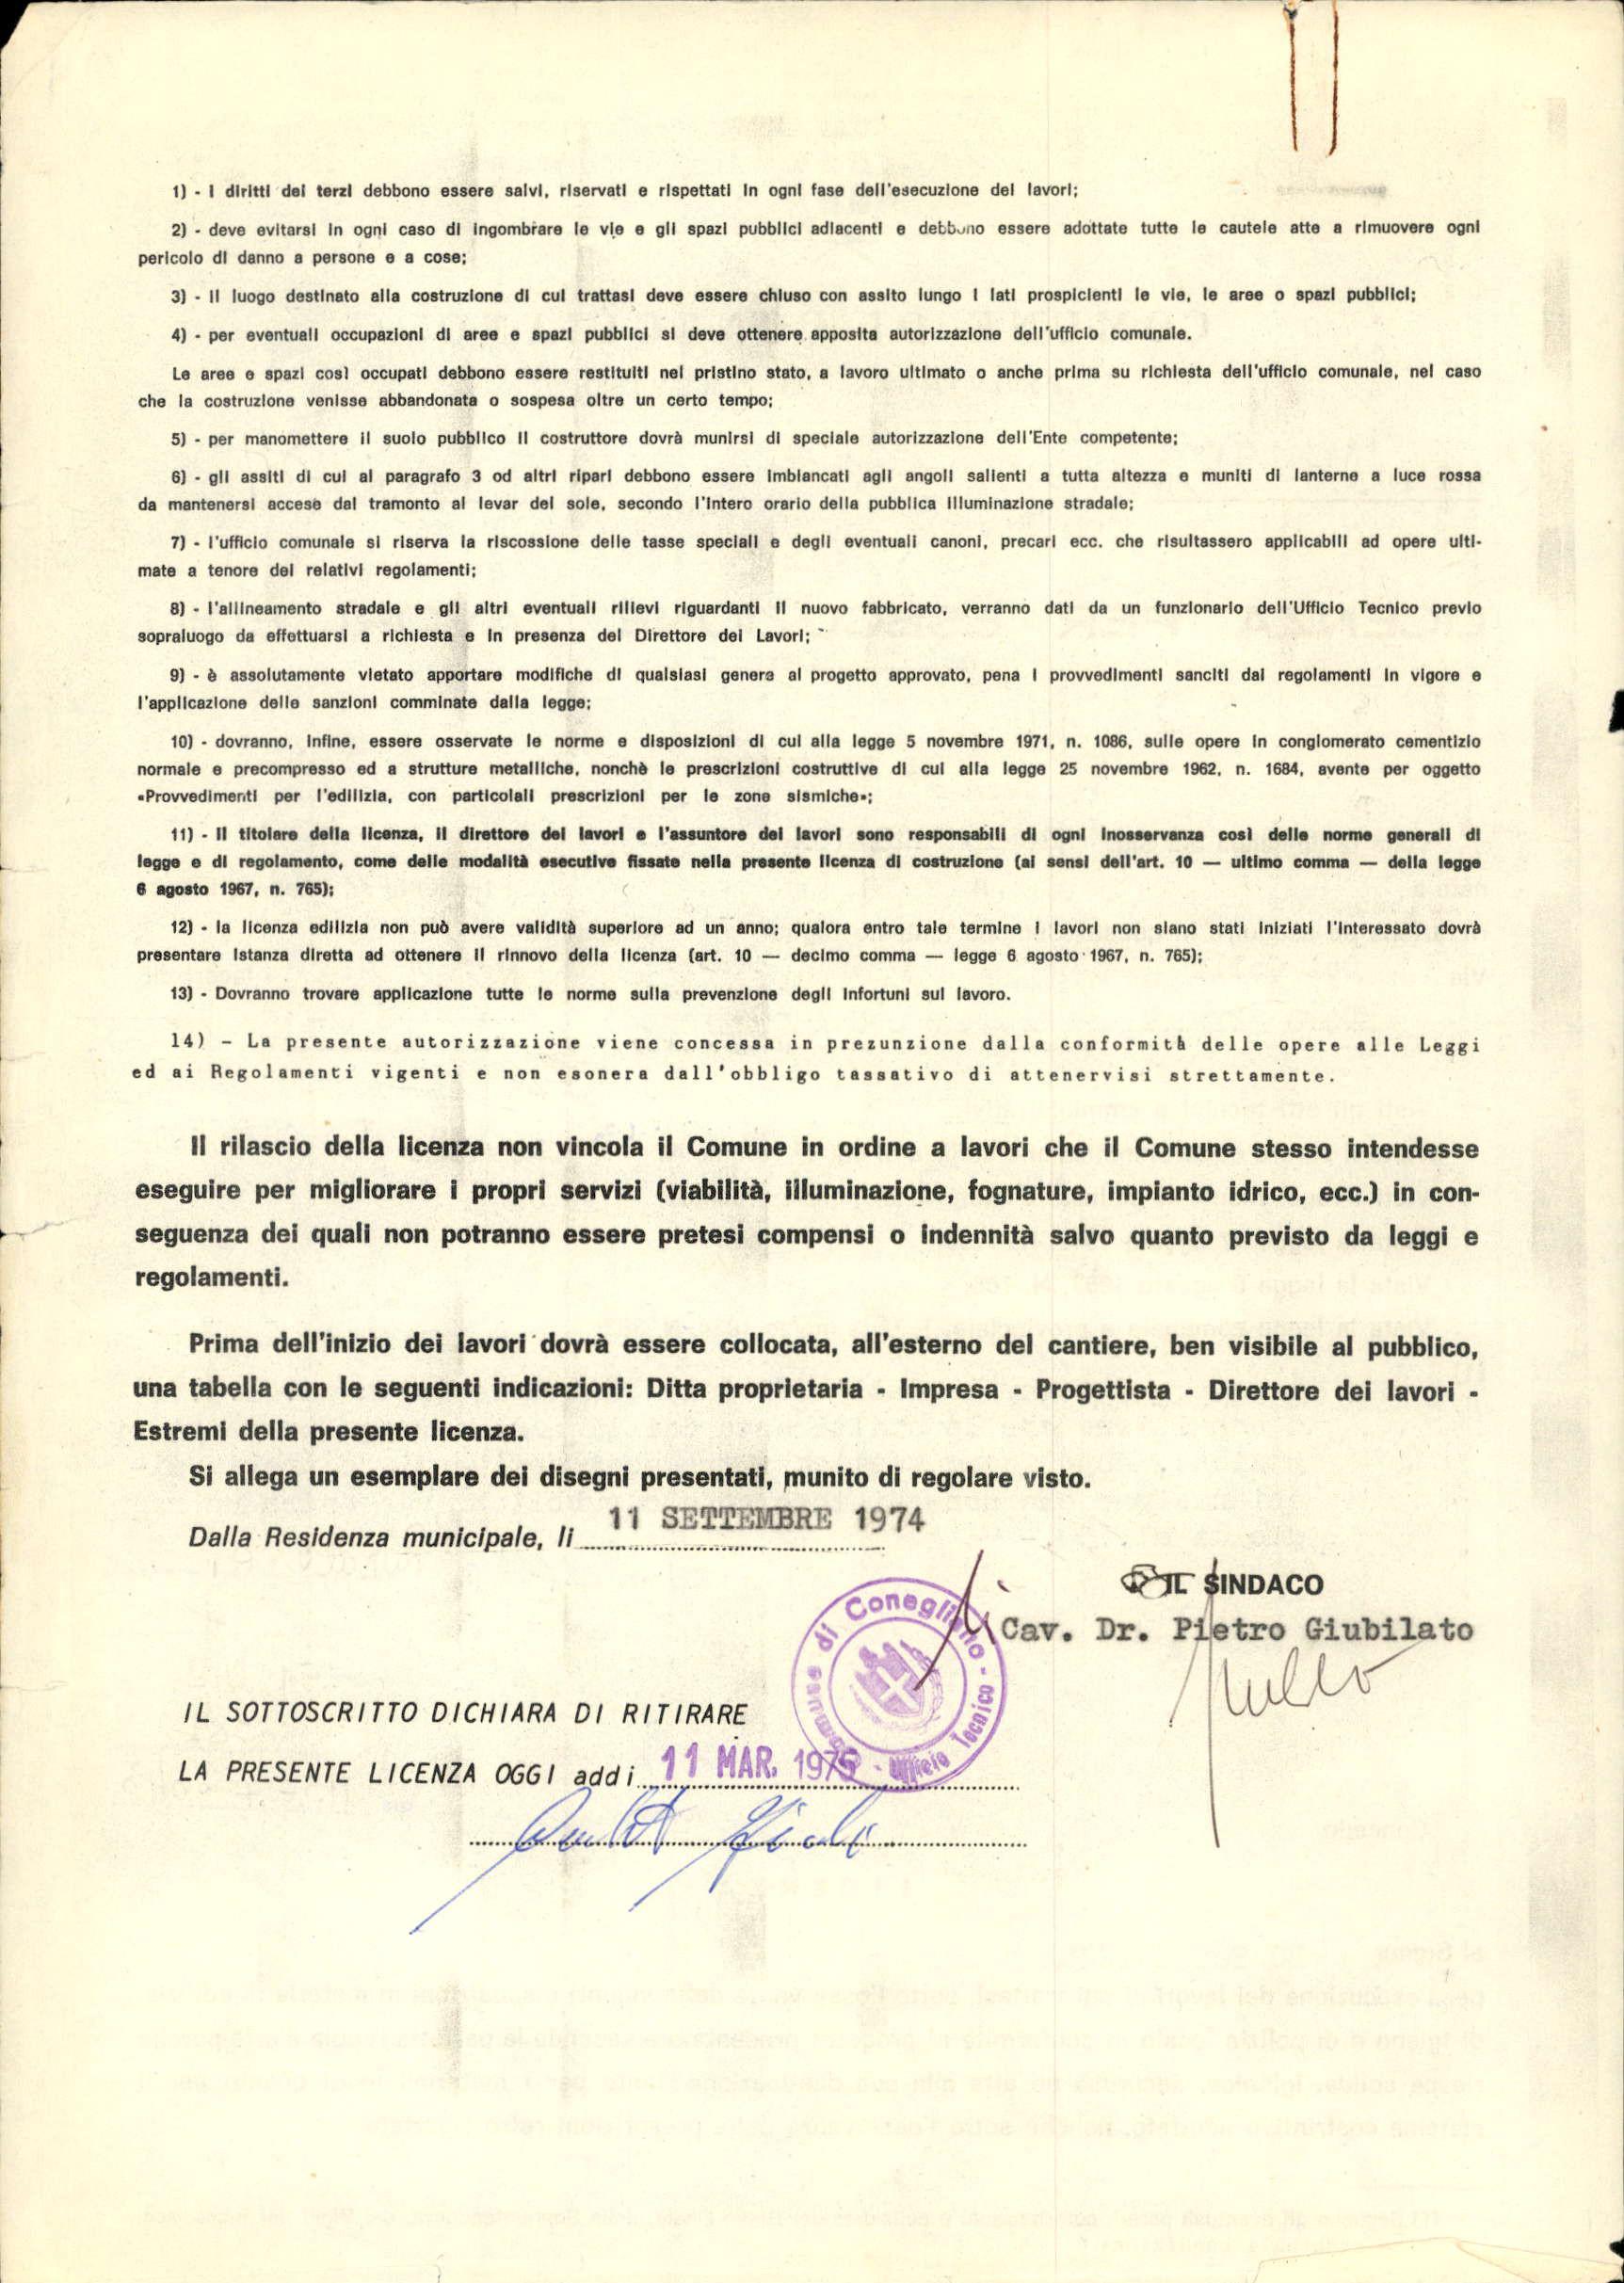 1) - i diritti dei terzi debbono essere salvi, riservati e rispettati in ogni fase dell'esecuzione dei lavori;
2) - deve evitarsi in ogni caso di ingombrare le vie e gli spazi pubblici adiacenti e debbono essere adottate tutte le cautele atte a rimuovere ogni
pericolo di danno a persone e a cose;
3) - il luogo destinato alla costruzione di cui trattasi deve essere chiuso con assito lungo i lati prospicienti le vie, le aree o spazi pubblici;
4) - per eventuali occupazioni di aree e spazi pubblici si deve ottenere apposita autorizzazione dell'ufficio comunale.
Le aree e spazi così occupati debbono essere restituiti nel pristino stato, a lavoro ultimato o anche prima su richiesta dell'ufficio comunale, nel caso
che la costruzione venisse abbandonata o sospesa oltre un certo tempo;
5) - per manomettere il suolo pubblico il costruttore dovrà munirsi di speciale autorizzazione dell'Ente competente;
6) - gli assiti di cui al paragrafo 3 od altri ripari debbono essere imbiancati agli angoli salienti a tutta altezza e muniti di lanterne a luce rossa
da mantenersi accese dal tramonto al levar del sole, secondo l'intero orario della pubblica illuminazione stradale;
7) - l'ufficio comunale si riserva la riscossione delle tasse speciali e degli eventuali canoni, precari ecc. che risultassero applicabili ad opere ulti-
mate a tenore dei relativi regolamenti;
8) - l'allineamento stradale e gli altri eventuali rilievi riguardanti il nuovo fabbricato, verranno dati da un funzionario dell'Ufficio Tecnico previo
sopraluogo da effettuarsi a richiesta e in presenza del Direttore dei Lavori;
9) - è assolutamente vietato apportare modifiche di qualsiasi genere al progetto approvato, pena i provvedimenti sanciti dai regolamenti in vigore e
l'applicazione delle sanzioni comminate dalla legge;
10) - dovranno, infine, essere osservate le norme e disposizioni di cui alla legge 5 novembre 1971, n. 1086, sulle opere in conglomerato cementizio
normale e precompresso ed a strutture metalliche, nonchè le prescrizioni costruttive di cui alla legge 25 novembre 1962, n. 1684, avente per oggetto
«Provvedimenti per l'edilizia, con particolali prescrizioni per le zone sismiche»;
11) - Il titolare della licenza, il direttore dei lavori e l'assuntore dei lavori sono responsabili di ogni inosservanza così delle norme generali di
legge e di regolamento, come delle modalità esecutive fissate nella presente licenza di costruzione (ai sensi dell'art. 10 — ultimo comma — della legge
6 agosto 1967, n. 765);
12) - la licenza edilizia non può avere validità superiore ad un anno; qualora entro tale termine i lavori non siano stati iniziati l'interessato dovrà
presentare istanza diretta ad ottenere il rinnovo della licenza (art. 10 — decimo comma — legge 6 agosto 1967, n. 765);
13) - Dovranno trovare applicazione tutte le norme sulla prevenzione degli infortuni sul lavoro.
14) - La presente autorizzazione viene concessa in prezunzione dalla conformità delle opere alle Leggi
ed ai Regolamenti vigenti e non esonera dall'obbligo tassativo di attenervisi strettamente.
Il rilascio della licenza non vincola il Comune in ordine a lavori che il Comune stesso intendesse
eseguire per migliorare i propri servizi (viabilità, illuminazione, fognature, impianto idrico, ecc.) in con-
seguenza dei quali non potranno essere pretesi compensi o indennità salvo quanto previsto da leggi e
regolamenti.
Prima dell'inizio dei lavori dovrà essere collocata, all'esterno del cantiere, ben visibile al pubblico,
una tabella con le seguenti indicazioni: Ditta proprietaria - Impresa - Progettista - Direttore dei lavori -
Estremi della presente licenza.
Si allega un esemplare dei disegni presentati, munito di regolare visto.
Dalla Residenza municipale, li 11 SETTEMBRE 1974
IL SINDACO
Cav. Dr. Pietro Giubilato
Comune di Conegliano - Ufficio Tecnico -
IL SOTTOSCRITTO DICHIARA DI RITIRARE
LA PRESENTE LICENZA OGGI addi 11 MAR. 1975